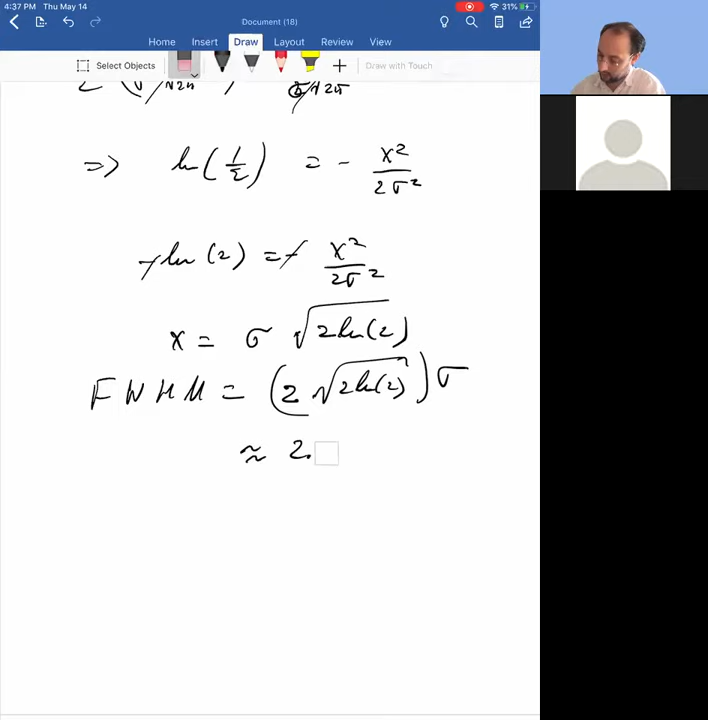 4:37 PM Thu May 14
31%
Document (18)
Home Insert Draw Layout Review View
Select Objects
Draw with Touch
=> ln(1/2) = - x²/2σ²
-ln(2) = - x²/2σ²
x = σ √2ln(2)
FWHM = (2 √2ln(2)) σ
≈ 2.